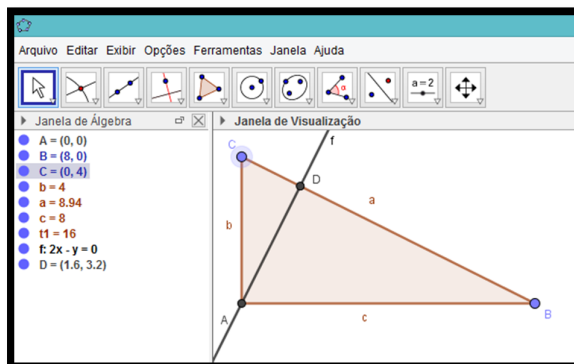 Arquivo Editar Exibir Opções Ferramentas Janela Ajuda
a = 2
α
Janela de Álgebra
A = (0, 0)
B = (8, 0)
C = (0, 4)
b = 4
a = 8.94
c = 8
t1 = 16
f: 2x - y = 0
D = (1.6, 3.2)
Janela de Visualização
f
C
D
a
b
A
c
B